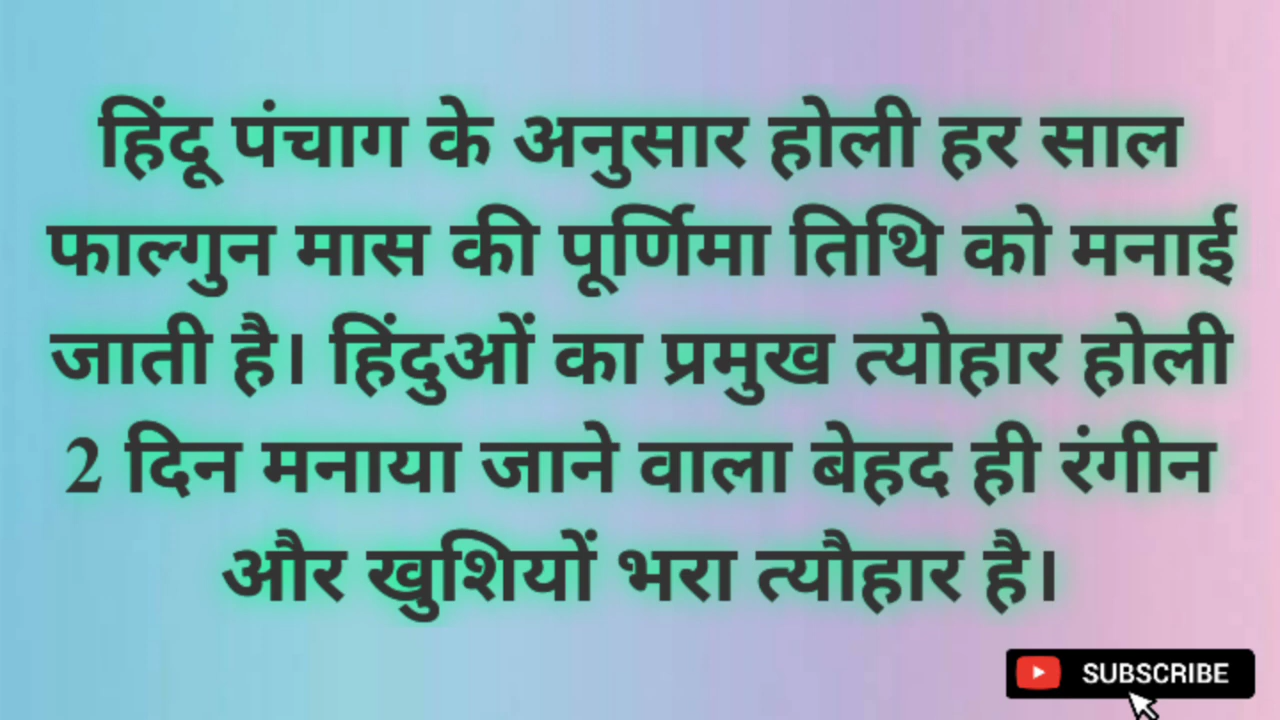 हिंदू पंचाग के अनुसार होली हर साल
फाल्गुन मास की पूर्णिमा तिथि को मनाई
जाती है। हिंदुओं का प्रमुख त्योहार होली
2 दिन मनाया जाने वाला बेहद ही रंगीन
और खुशियों भरा त्यौहार है।
SUBSCRIBE